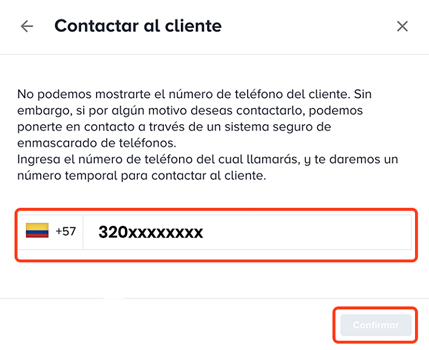 Contactar al cliente
No podemos mostrarte el número de teléfono del cliente. Sin
embargo, si por algún motivo deseas contactarlo, podemos
ponerte en contacto a través de un sistema seguro de
enmascarado de teléfonos.
Ingresa el número de teléfono del cual llamarás, y te daremos un
número temporal para contactar al cliente.
+57 320xxxxxxxx
Confirmar